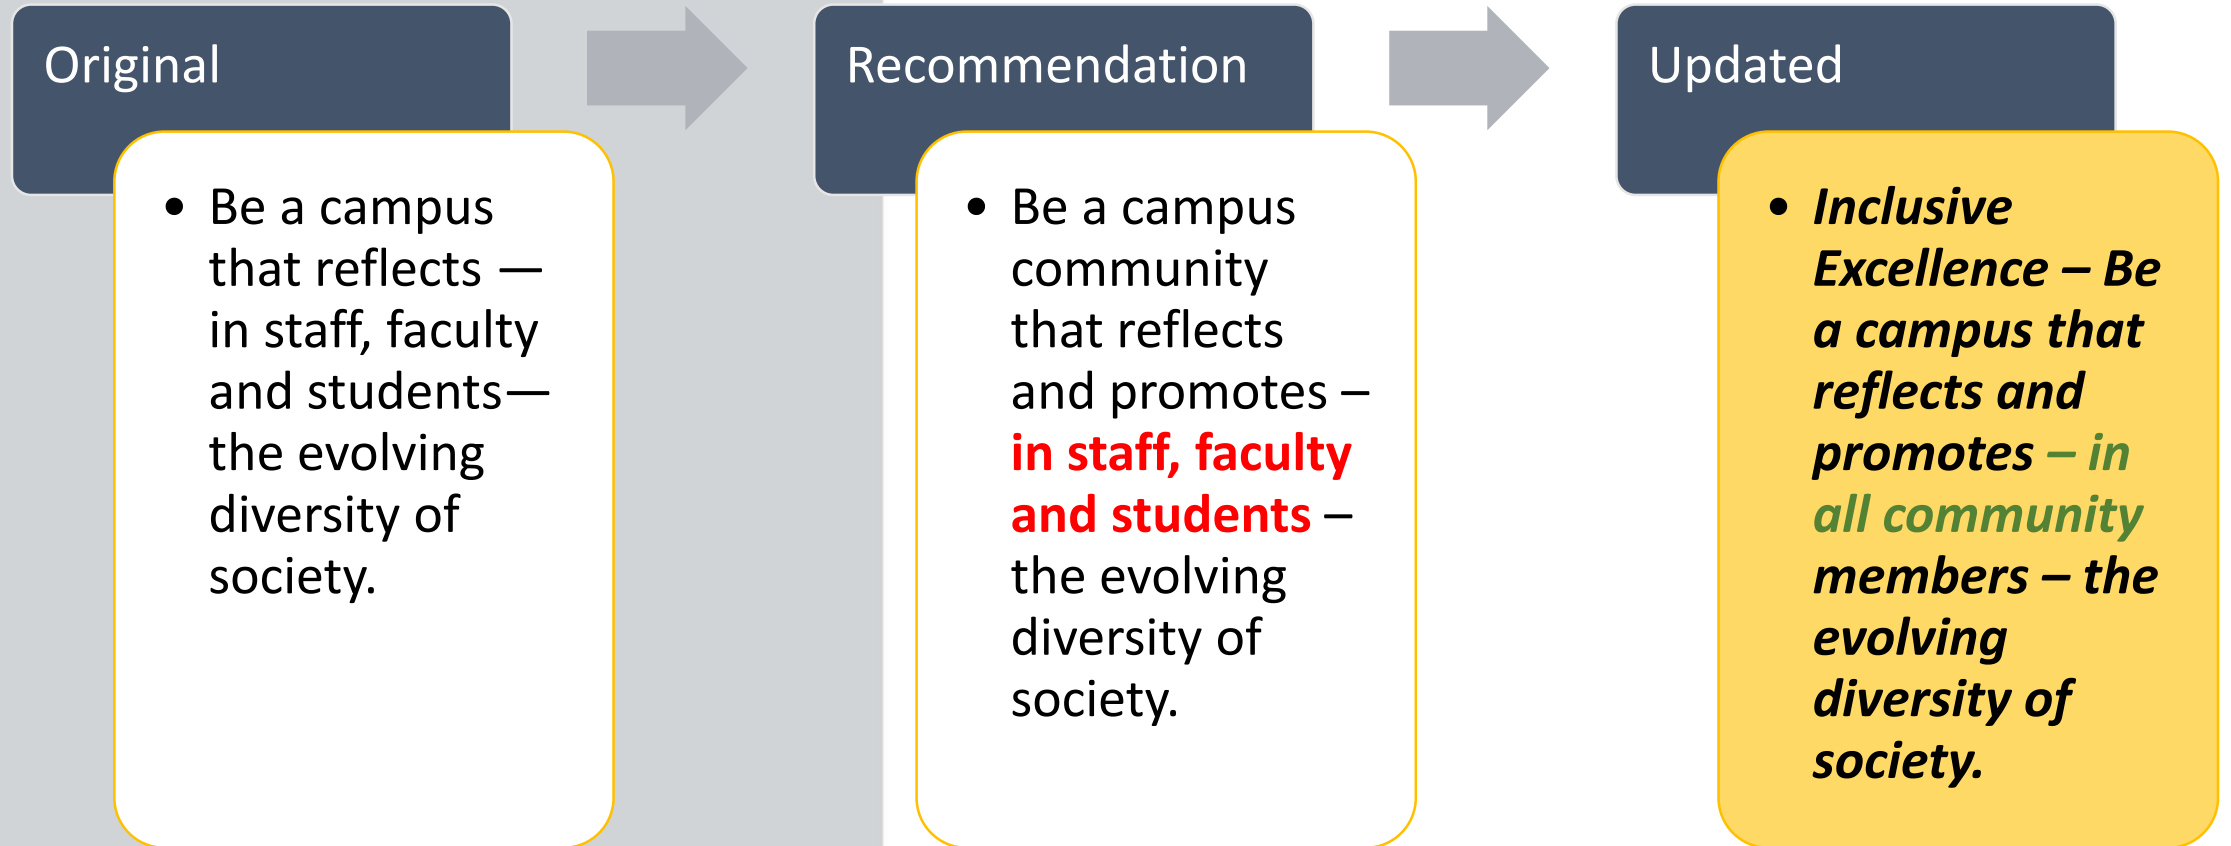 Original
• Be a campus
that reflects —
in staff, faculty
and students—
the evolving
diversity of
society.
Recommendation
• Be a campus
community
that reflects
and promotes –
in staff, faculty
and students –
the evolving
diversity of
society.
Updated
• Inclusive
Excellence – Be
a campus that
reflects and
promotes – in
all community
members – the
evolving
diversity of
society.